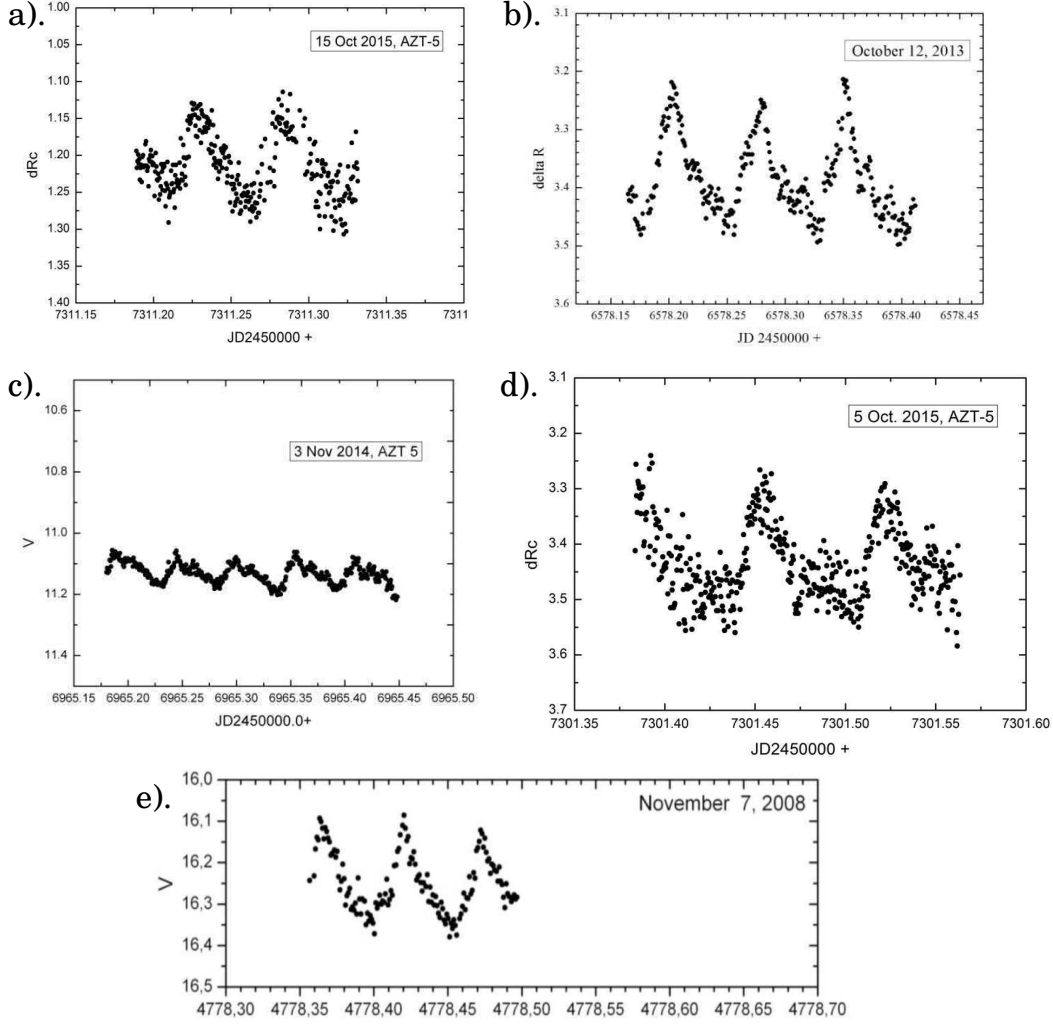 a).
1.00
1.05
1.10
1.15
1.20
1.25
1.30
1.35
1.40
dRc
15 Oct 2015, AZT-5
7311.15 7311.20 7311.25 7311.30 7311.35 7311
JD2450000 +
b).
3.1
3.2
3.3
3.4
3.5
3.6
delta R
October 12, 2013
6578.15 6578.20 6578.25 6578.30 6578.35 6578.40 6578.45
JD 2450000 +
c).
10.6
10.8
11.0
11.2
11.4
V
3 Nov 2014, AZT 5
6965.15 6965.20 6965.25 6965.30 6965.35 6965.40 6965.45 6965.50
JD2450000.0+
d).
3.1
3.2
3.3
3.4
3.5
3.6
3.7
dRc
5 Oct. 2015, AZT-5
7301.35 7301.40 7301.45 7301.50 7301.55 7301.60
JD2450000 +
e).
16,0
16,1
16,2
16,3
16,4
16,5
V
November 7, 2008
4778,30 4778,35 4778,40 4778,45 4778,50 4778,55 4778,60 4778,65 4778,70